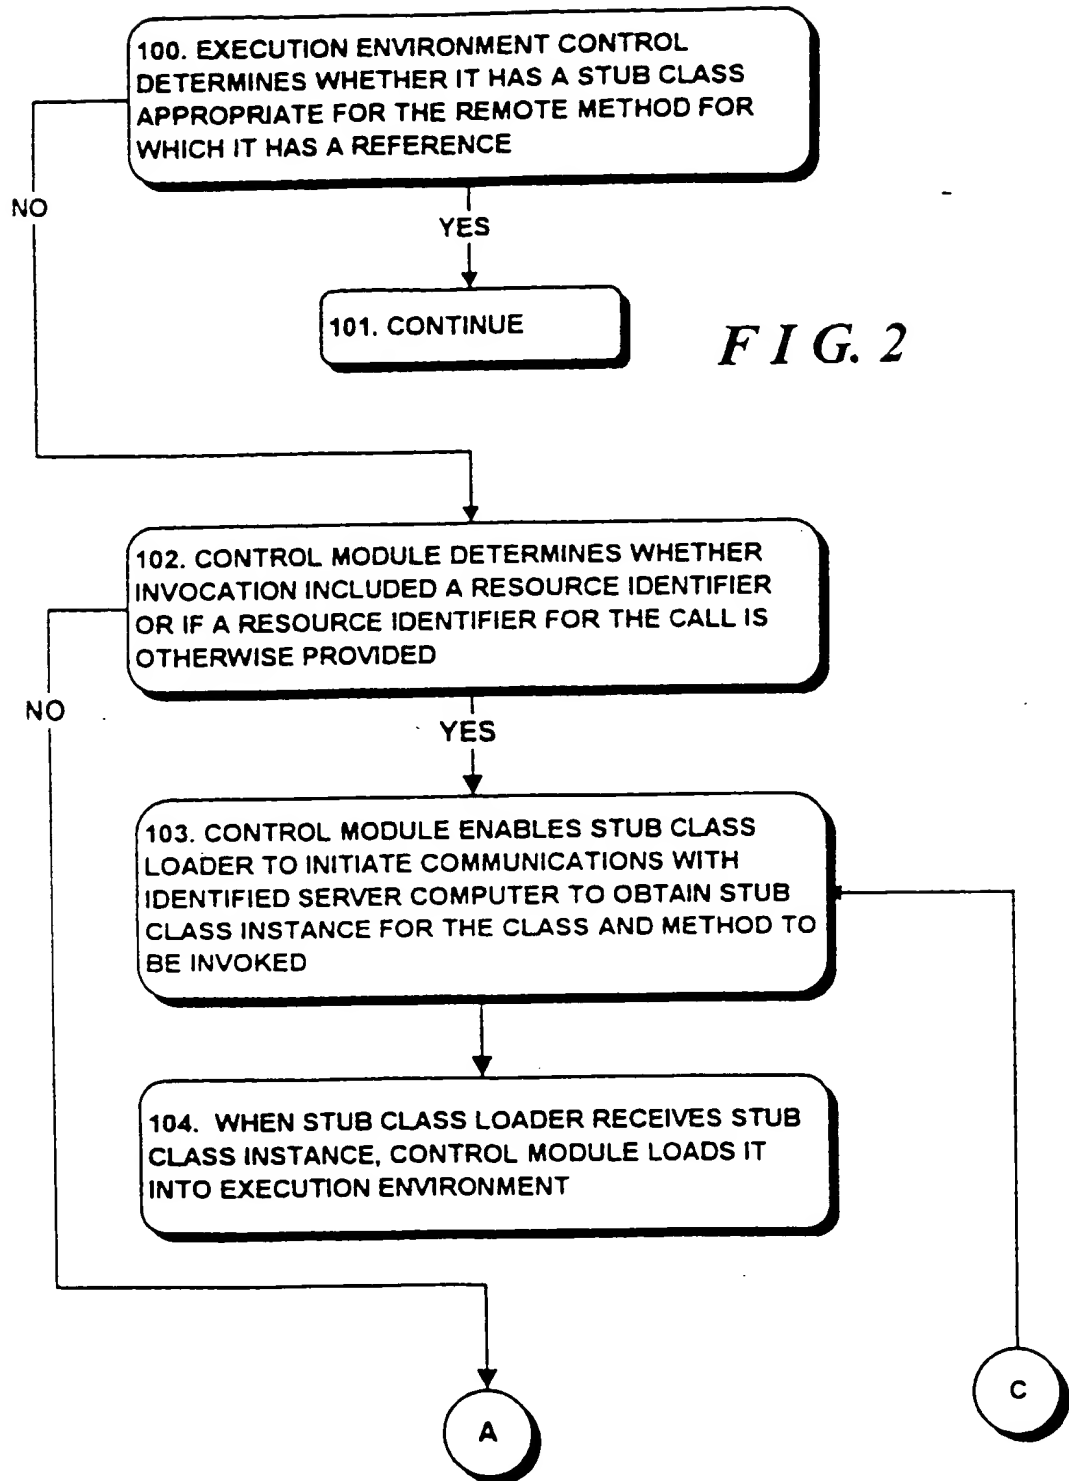 100. EXECUTION ENVIRONMENT CONTROL
DETERMINES WHETHER IT HAS A STUB CLASS
APPROPRIATE FOR THE REMOTE METHOD FOR
WHICH IT HAS A REFERENCE
NO
YES
101. CONTINUE
FIG. 2
102. CONTROL MODULE DETERMINES WHETHER
INVOCATION INCLUDED A RESOURCE IDENTIFIER
OR IF A RESOURCE IDENTIFIER FOR THE CALL IS
OTHERWISE PROVIDED
NO
YES
103. CONTROL MODULE ENABLES STUB CLASS
LOADER TO INITIATE COMMUNICATIONS WITH
IDENTIFIED SERVER COMPUTER TO OBTAIN STUB
CLASS INSTANCE FOR THE CLASS AND METHOD TO
BE INVOKED
104. WHEN STUB CLASS LOADER RECEIVES STUB
CLASS INSTANCE, CONTROL MODULE LOADS IT
INTO EXECUTION ENVIRONMENT
C
A